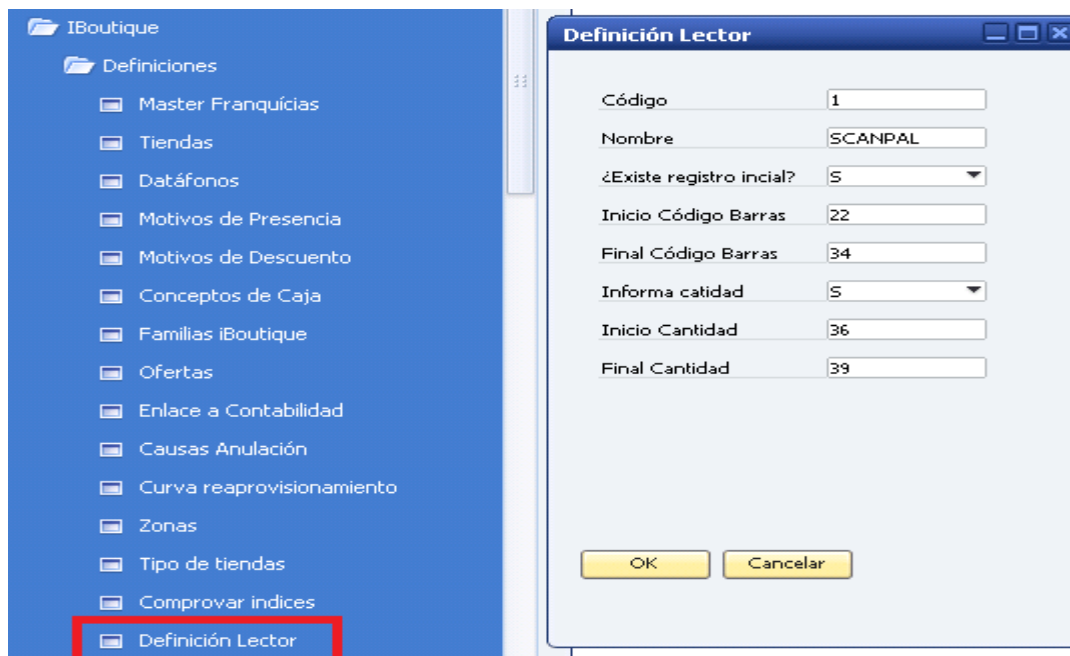 IBoutique
Definiciones
Master Franquícias
Tiendas
Datáfonos
Motivos de Presencia
Motivos de Descuento
Conceptos de Caja
Familias iBoutique
Ofertas
Enlace a Contabilidad
Causas Anulación
Curva reaprovisionamiento
Zonas
Tipo de tiendas
Comprovar indices
Definición Lector
Definición Lector
Código 1
Nombre SCANPAL
¿Existe registro incial? S
Inicio Código Barras 22
Final Código Barras 34
Informa catidad S
Inicio Cantidad 36
Final Cantidad 39
OK Cancelar